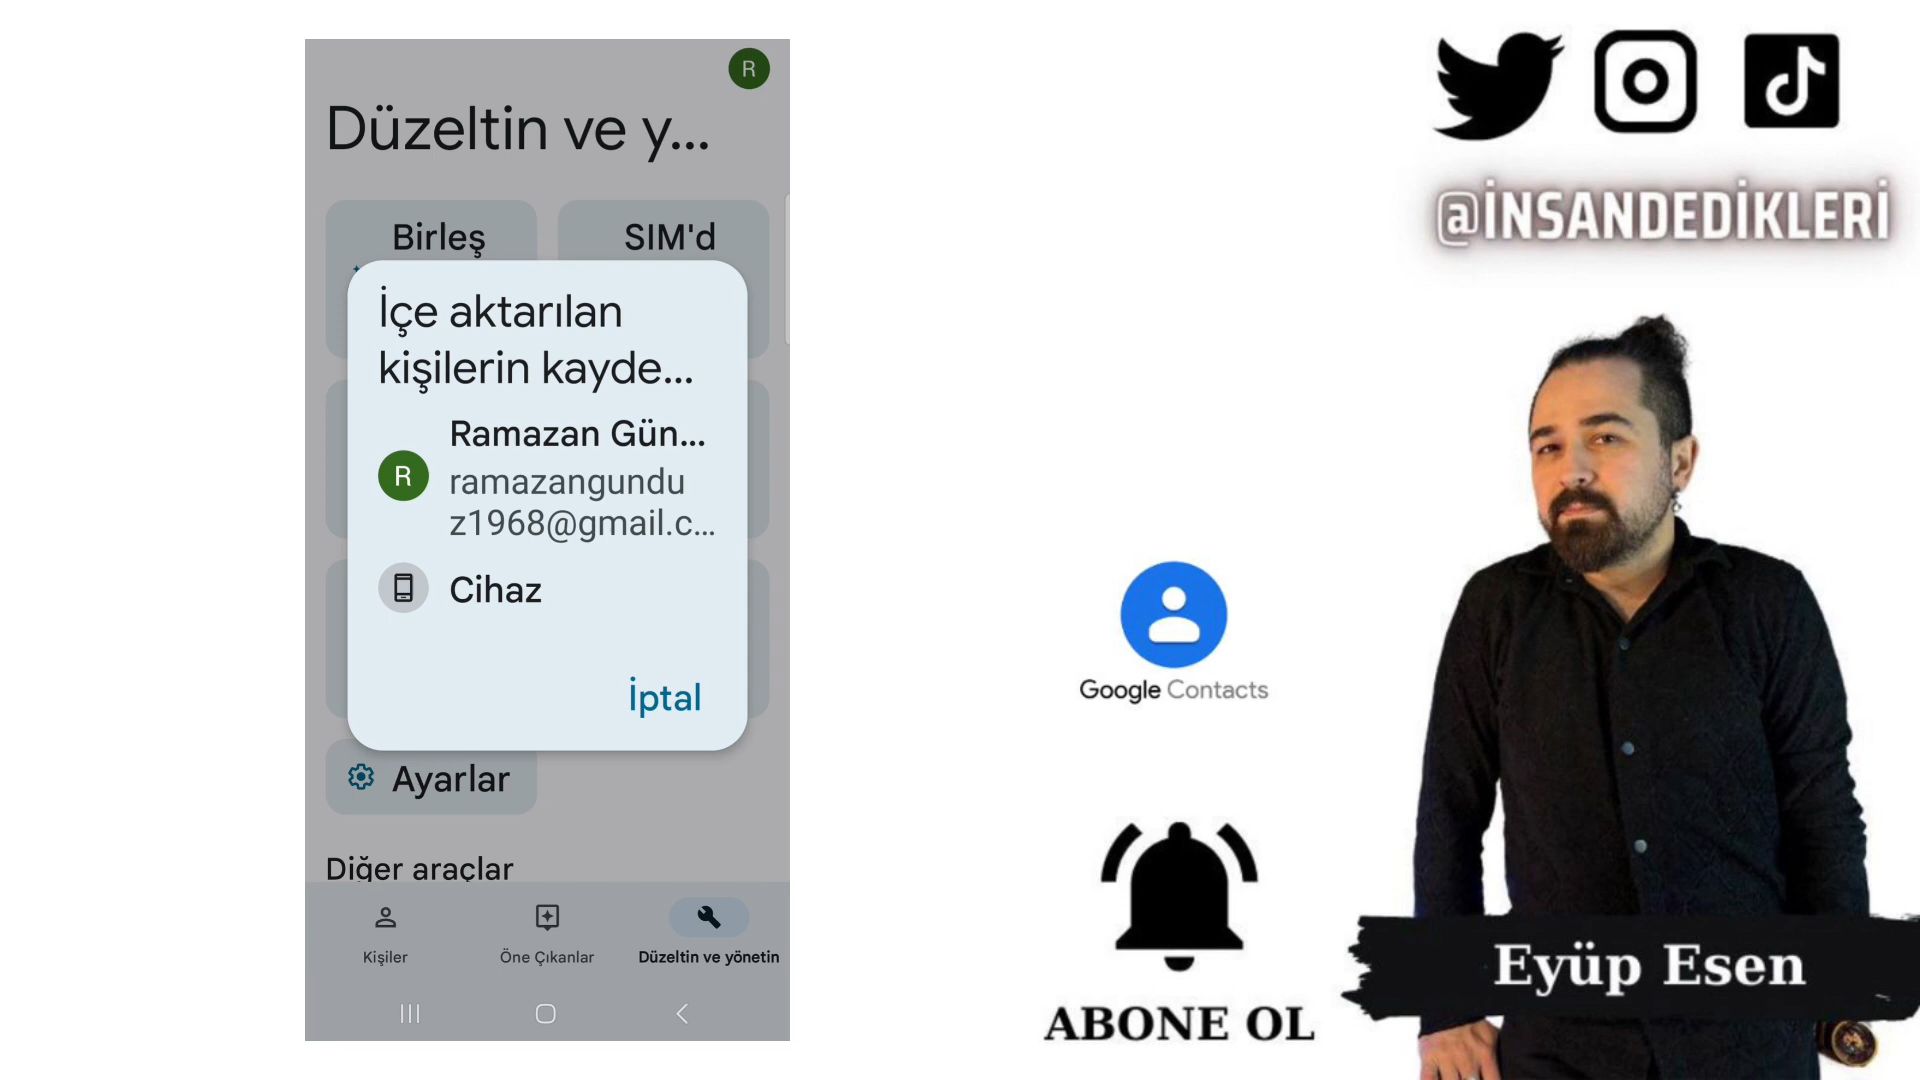 R
Düzeltin ve y...
Birleş
SIM'd
İçe aktarılan
kişilerin kayde...
Ramazan Gün...
R
ramazangundu
z1968@gmail.c...
Cihaz
İptal
Ayarlar
Diğer araçlar
Kişiler
Öne Çıkanlar
Düzeltin ve yönetin
@İNSANDEDİKLERİ
Google Contacts
ABONE OL
Eyüp Esen